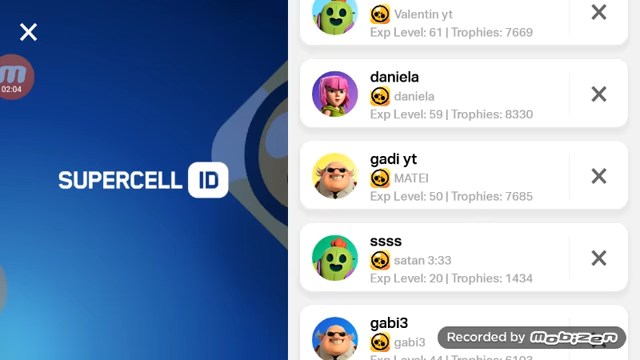 02:04
SUPERCELL ID
Valentin yt
Exp Level: 61 | Trophies: 7669
daniela
daniela
Exp Level: 59 | Trophies: 8330
gadi yt
MATEI
Exp Level: 50 | Trophies: 7685
ssss
satan 3:33
Exp Level: 20 | Trophies: 1434
gabi3
gabi3
Recorded by Mobizen